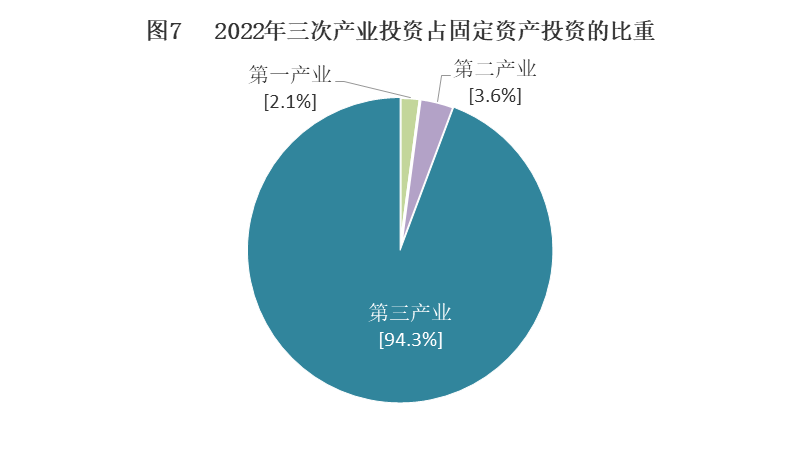 图7 2022年三次产业投资占固定资产投资的比重
第一产业
[2.1%]
第二产业
[3.6%]
第三产业
[94.3%]